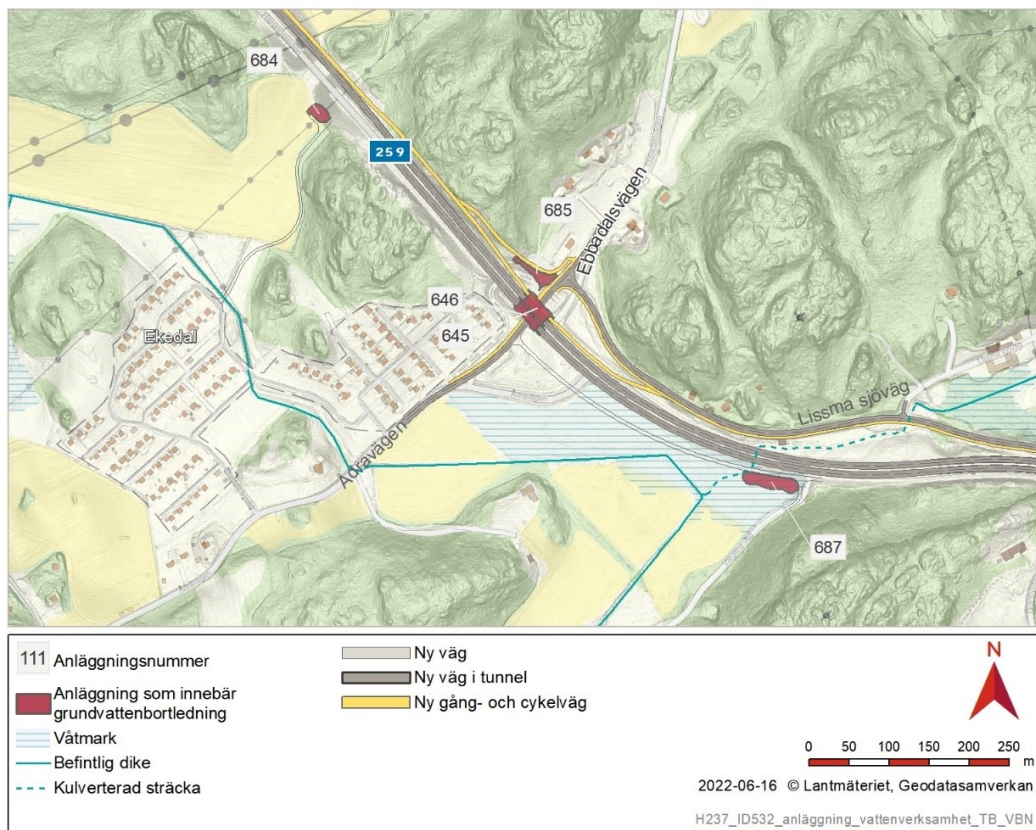 684
259
685
Ebbadalsvägen
646
645
Ekedal
Ådravägen
Ådravägen
Lissma sjöväg
687
111 Anläggningsnummer
Anläggning som innebär
grundvattenbortledning
Våtmark
Befintlig dike
Kulverterad sträcka
Ny väg
Ny väg i tunnel
Ny gång- och cykelväg
N
0 50 100 150 200 250
m
2022-06-16 © Lantmäteriet, Geodatasamverkan
H237_ID532_anläggning_vattenverksamhet_TB_VBN